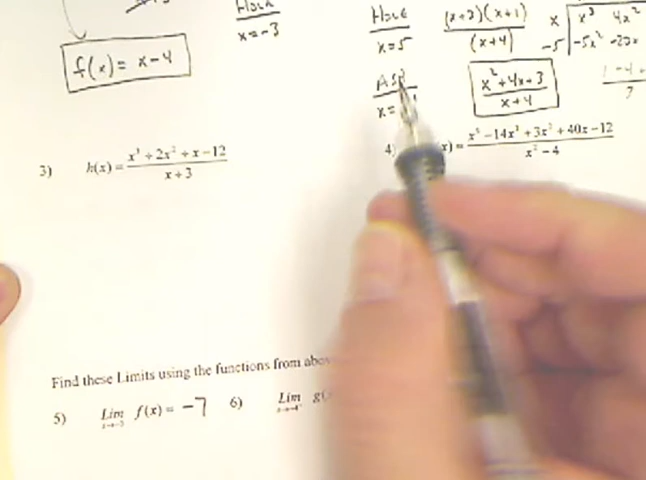 Hole
x=-3
f(x) = x-4
Hole
x=5
(x+3)(x+1)
(x+4)
x
x³ 4x²
-5
-5x² -20x
x²+4x+3
x+4
x=
3) h(x) = x³ + 2x² + x - 12
x + 3
4)
x) = x⁵ - 14x³ + 3x² + 40x - 12
x² - 4
Find these Limits using the functions from
5) Lim f(x) = -7 6) Lim
x→-3